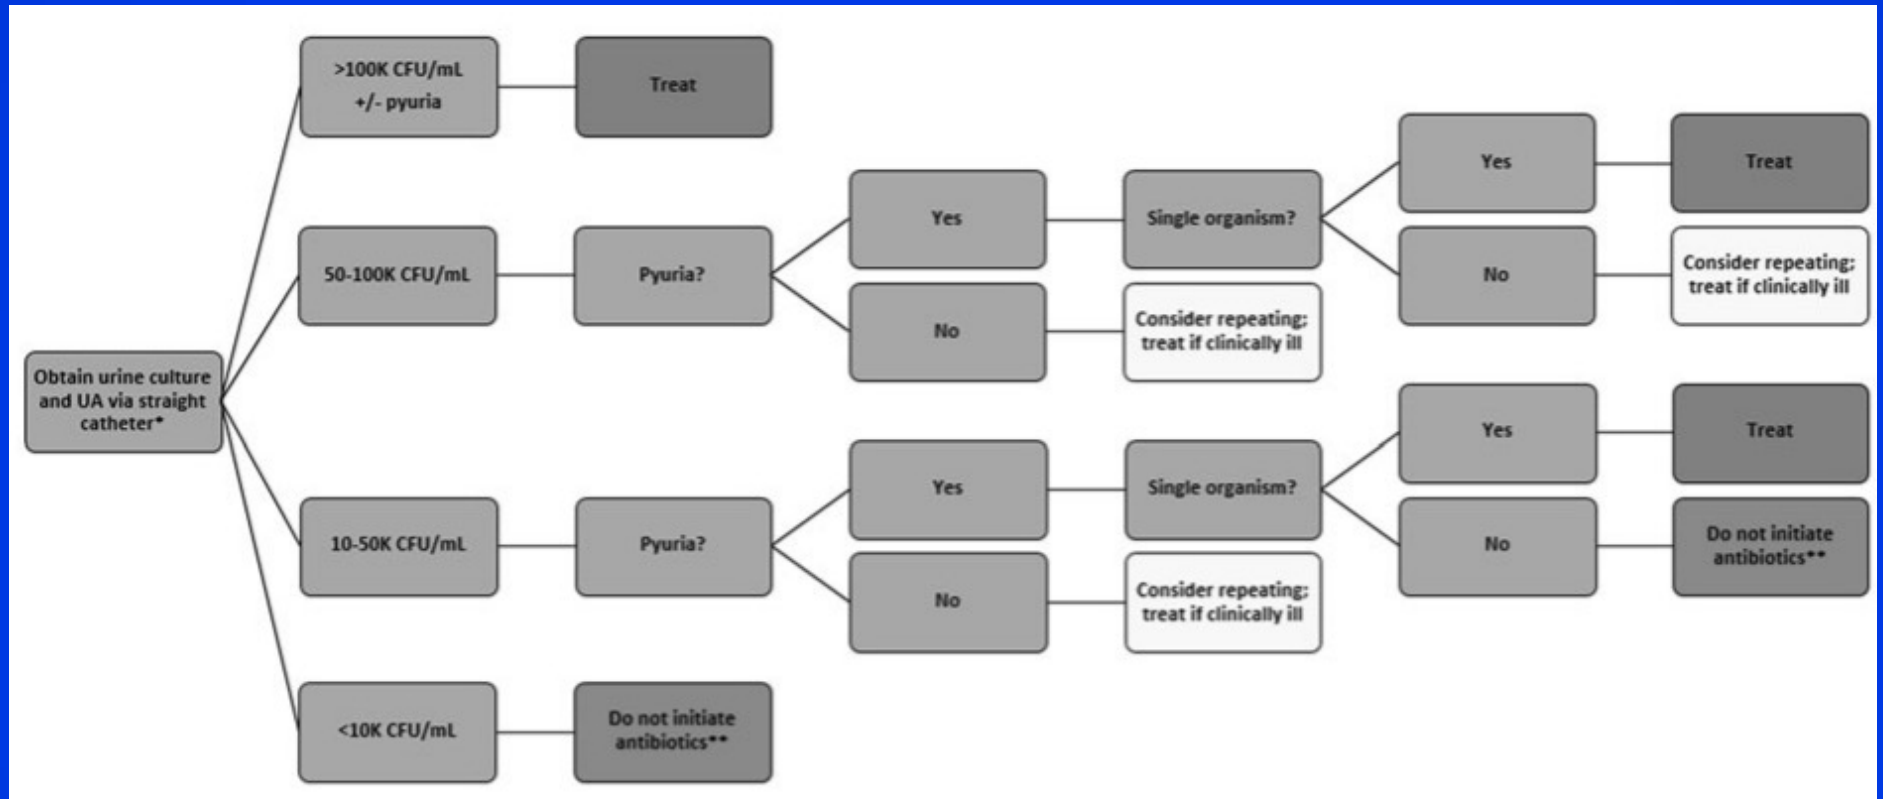 >100K CFU/mL
+/- pyuria
Treat
50-100K CFU/mL
Pyuria?
Yes
Single organism?
Yes
Treat
No
Consider repeating;
treat if clinically ill
No
Consider repeating;
treat if clinically ill
Obtain urine culture
and UA via straight
catheter*
10-50K CFU/mL
Pyuria?
Yes
Single organism?
Yes
Treat
No
Do not initiate
antibiotics**
No
Consider repeating;
treat if clinically ill
<10K CFU/mL
Do not initiate
antibiotics**